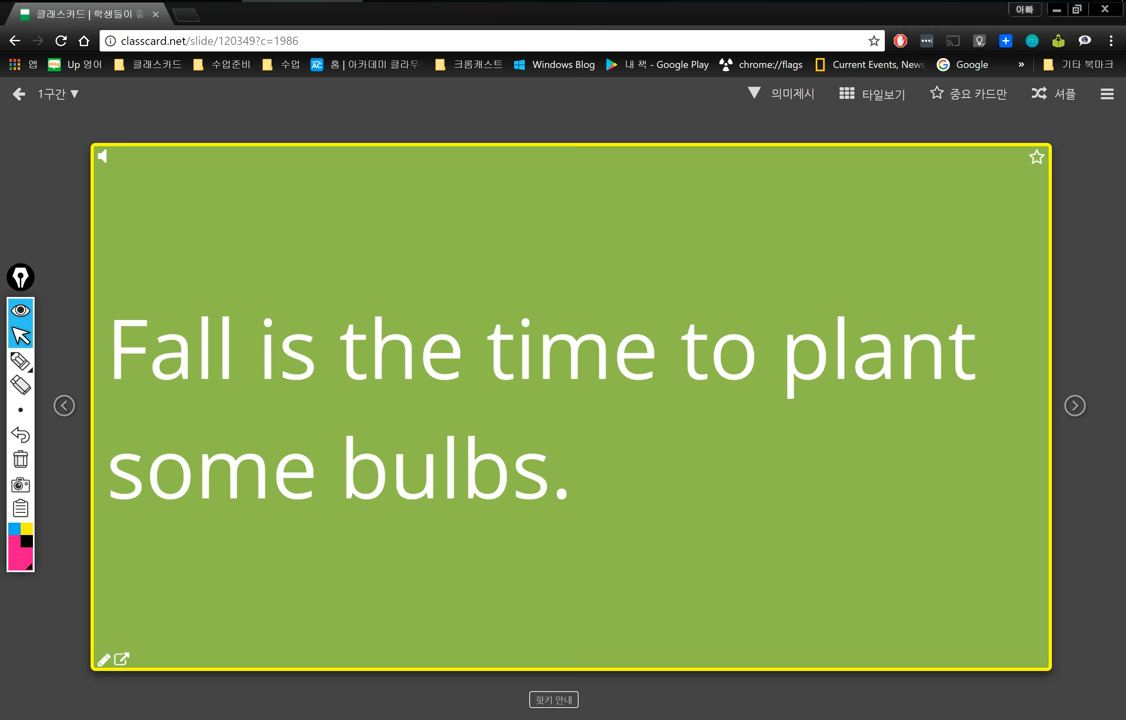 클래스카드 | 학생들이
아빠
classcard.net/slide/120349?c=1986
앱 Up 영어 클래스카드 수업준비 수업 홈 | 아카데미 클라우 크롬캐스트 Windows Blog 내 책 - Google Play chrome://flags Current Events, News Google » 기타 북마크
1구간 ▼ ▼ 의미제시 타일보기 중요 카드만 셔플
Fall is the time to plant
some bulbs.
핫키 안내